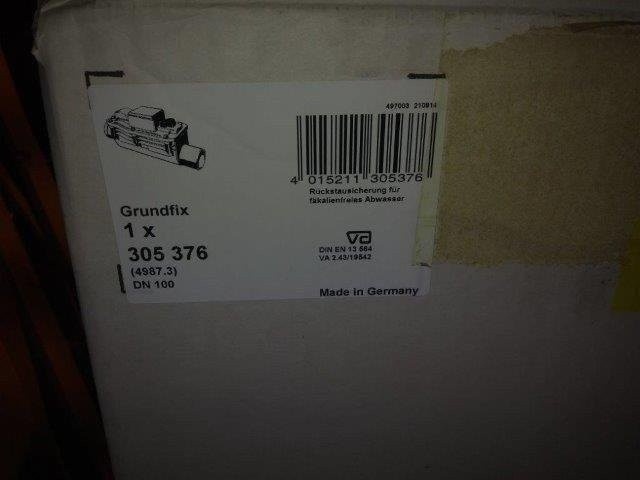 497003 210814
4 015211 305376
Rückstausicherung für
fäkalienfreies Abwasser
Grundfix
1 x
305 376
(4987.3)
DN 100
DIN EN 13 564
VA 2.43/19542
Made in Germany